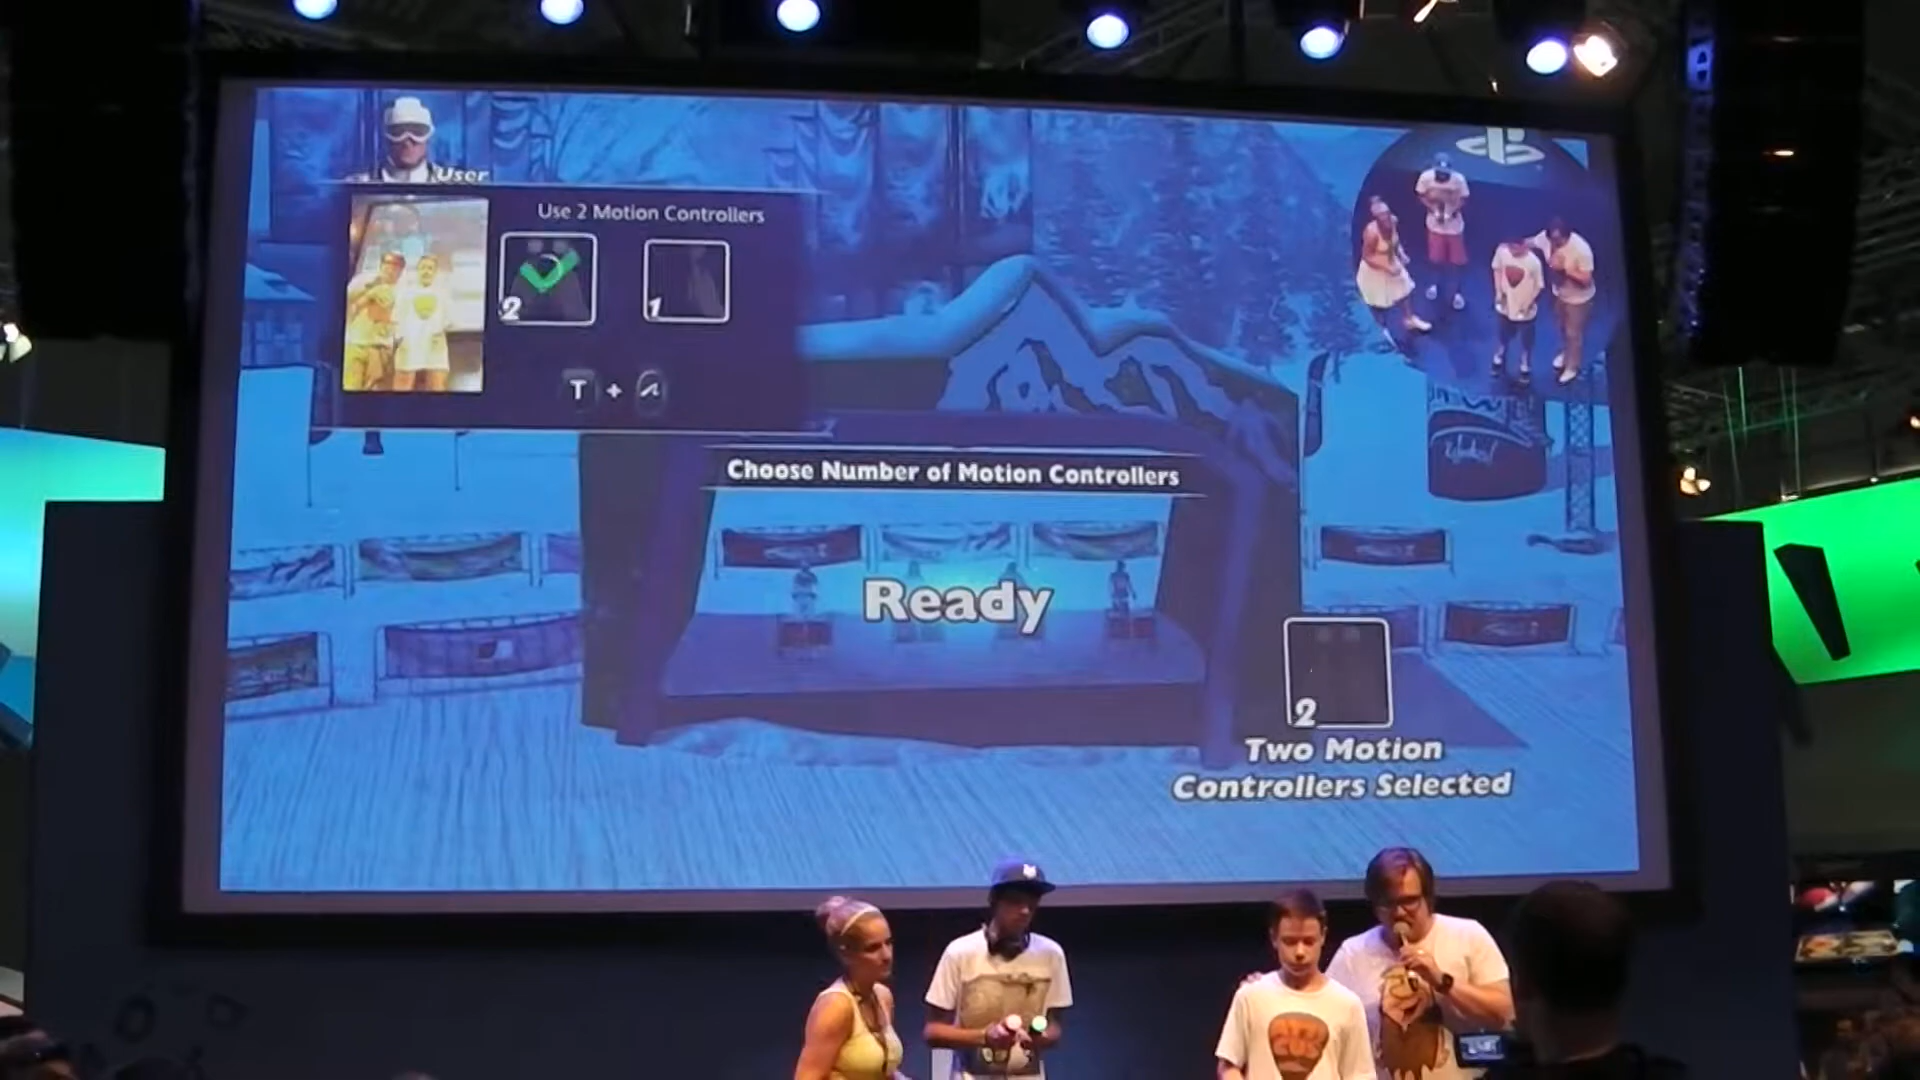 User
Use 2 Motion Controllers
2
1
T +
Choose Number of Motion Controllers
Ready
2
Two Motion
Controllers Selected